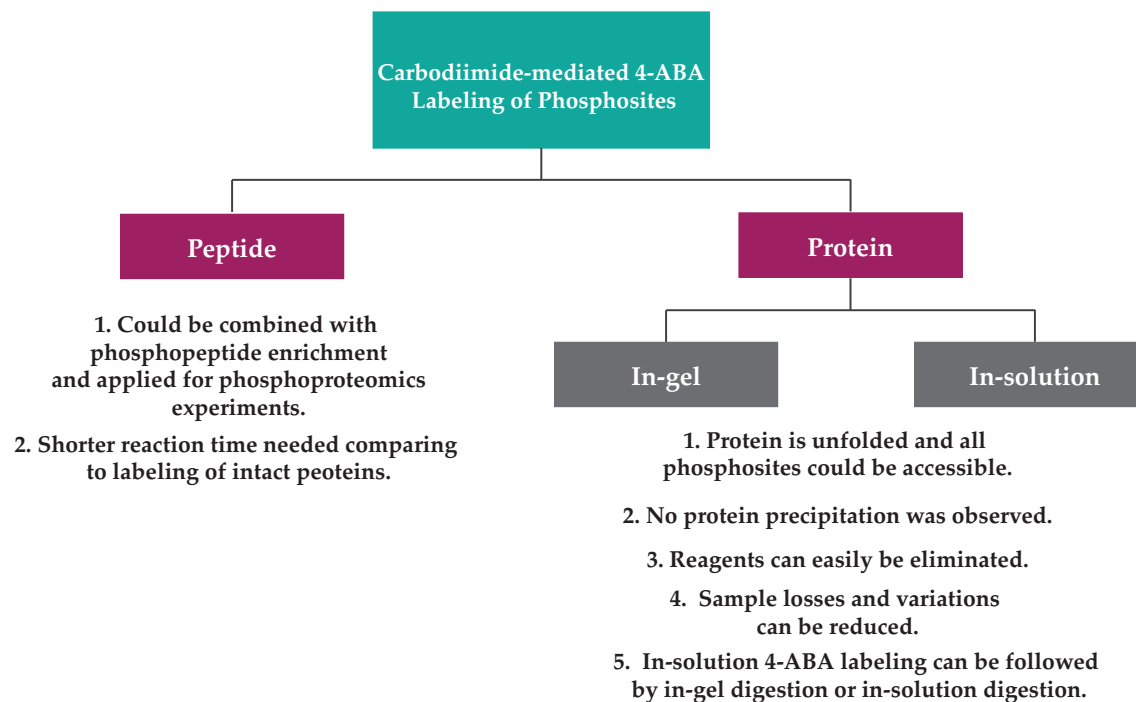 Carbodiimide-mediated 4-ABA
Labeling of Phosphosites
Peptide
Protein
1. Could be combined with
phosphopeptide enrichment
and applied for phosphoproteomics
experiments.
2. Shorter reaction time needed comparing
to labeling of intact peoteins.
In-gel
In-solution
1. Protein is unfolded and all
phosphosites could be accessible.
2. No protein precipitation was observed.
3. Reagents can easily be eliminated.
4. Sample losses and variations
can be reduced.
5. In-solution 4-ABA labeling can be followed
by in-gel digestion or in-solution digestion.